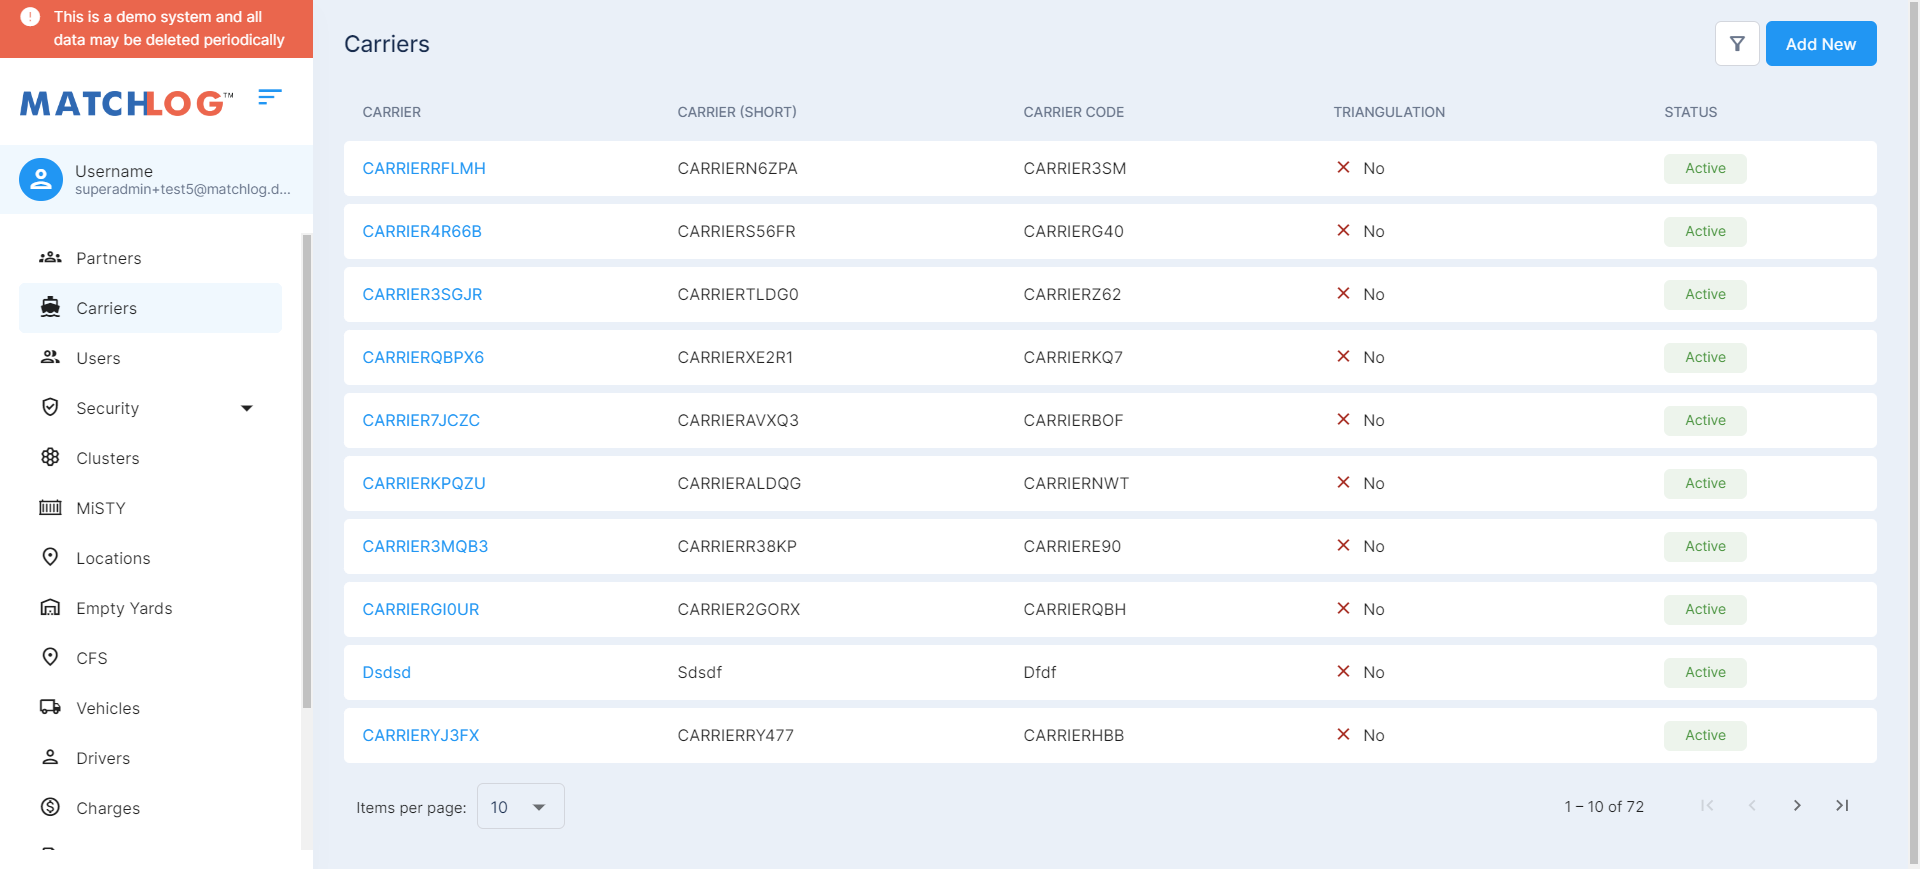 This is a demo system and all
data may be deleted periodically
MATCHLOG™
Username
superadmin+test5@matchlog.d...
Partners
Carriers
Users
Security
Clusters
MiSTY
Locations
Empty Yards
CFS
Vehicles
Drivers
Charges
Carriers
Add New
CARRIER CARRIER (SHORT) CARRIER CODE TRIANGULATION STATUS
CARRIERRFLMH CARRIERN6ZPA CARRIER3SM No Active
CARRIER4R66B CARRIERS56FR CARRIERG40 No Active
CARRIER3SGJR CARRIERTLDG0 CARRIERZ62 No Active
CARRIERQBPX6 CARRIERXE2R1 CARRIERKQ7 No Active
CARRIER7JCZC CARRIERAVXQ3 CARRIERBOF No Active
CARRIERKPQZU CARRIERALDQG CARRIERNWT No Active
CARRIER3MQB3 CARRIERR38KP CARRIERE90 No Active
CARRIERGI0UR CARRIER2GORX CARRIERQBH No Active
Dsdsd Sdsdf Dfdf No Active
CARRIERYJ3FX CARRIERRY477 CARRIERHBB No Active
Items per page: 10 1 – 10 of 72